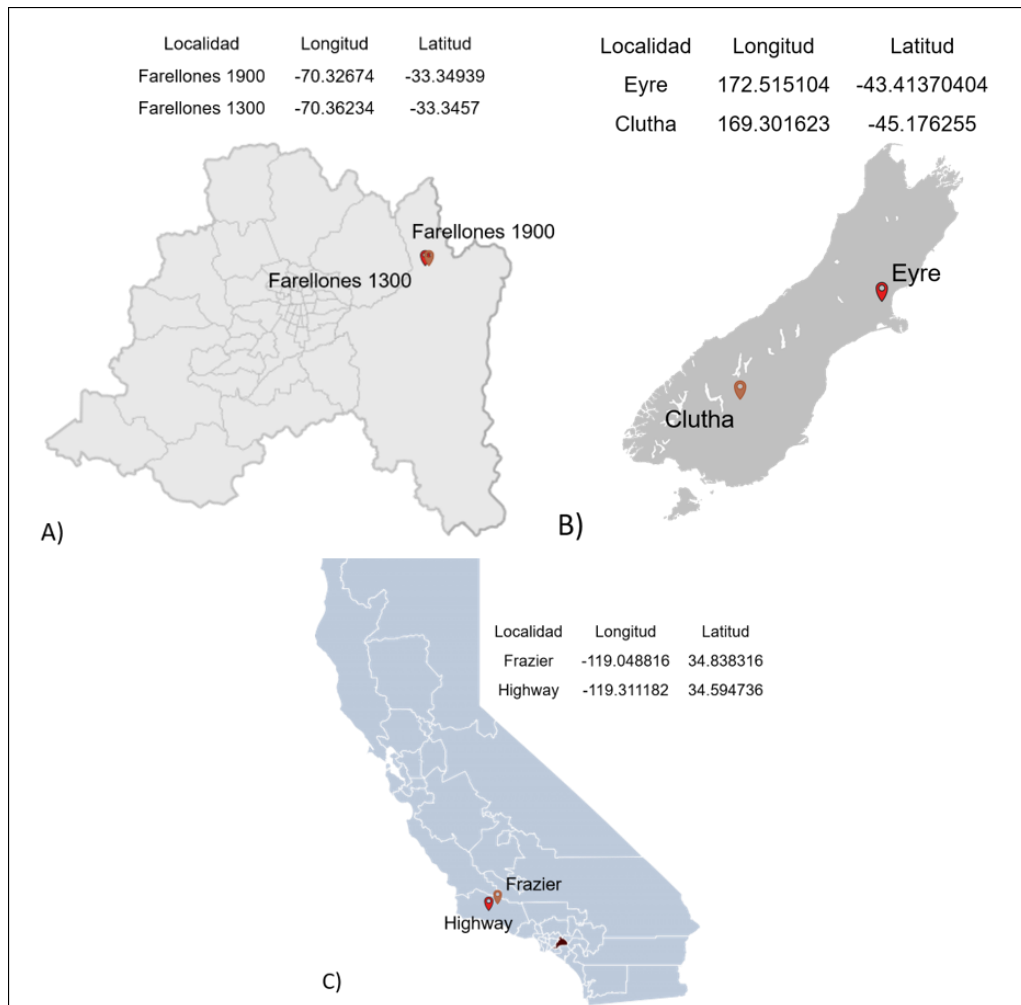 Localidad Longitud Latitud
Farellones 1900 -70.32674 -33.34939
Farellones 1300 -70.36234 -33.3457
Farellones 1900
Farellones 1300
A)
Localidad Longitud Latitud
Eyre 172.515104 -43.41370404
Clutha 169.301623 -45.176255
Eyre
Clutha
B)
Localidad Longitud Latitud
Frazier -119.048816 34.838316
Highway -119.311182 34.594736
Frazier
Highway
C)